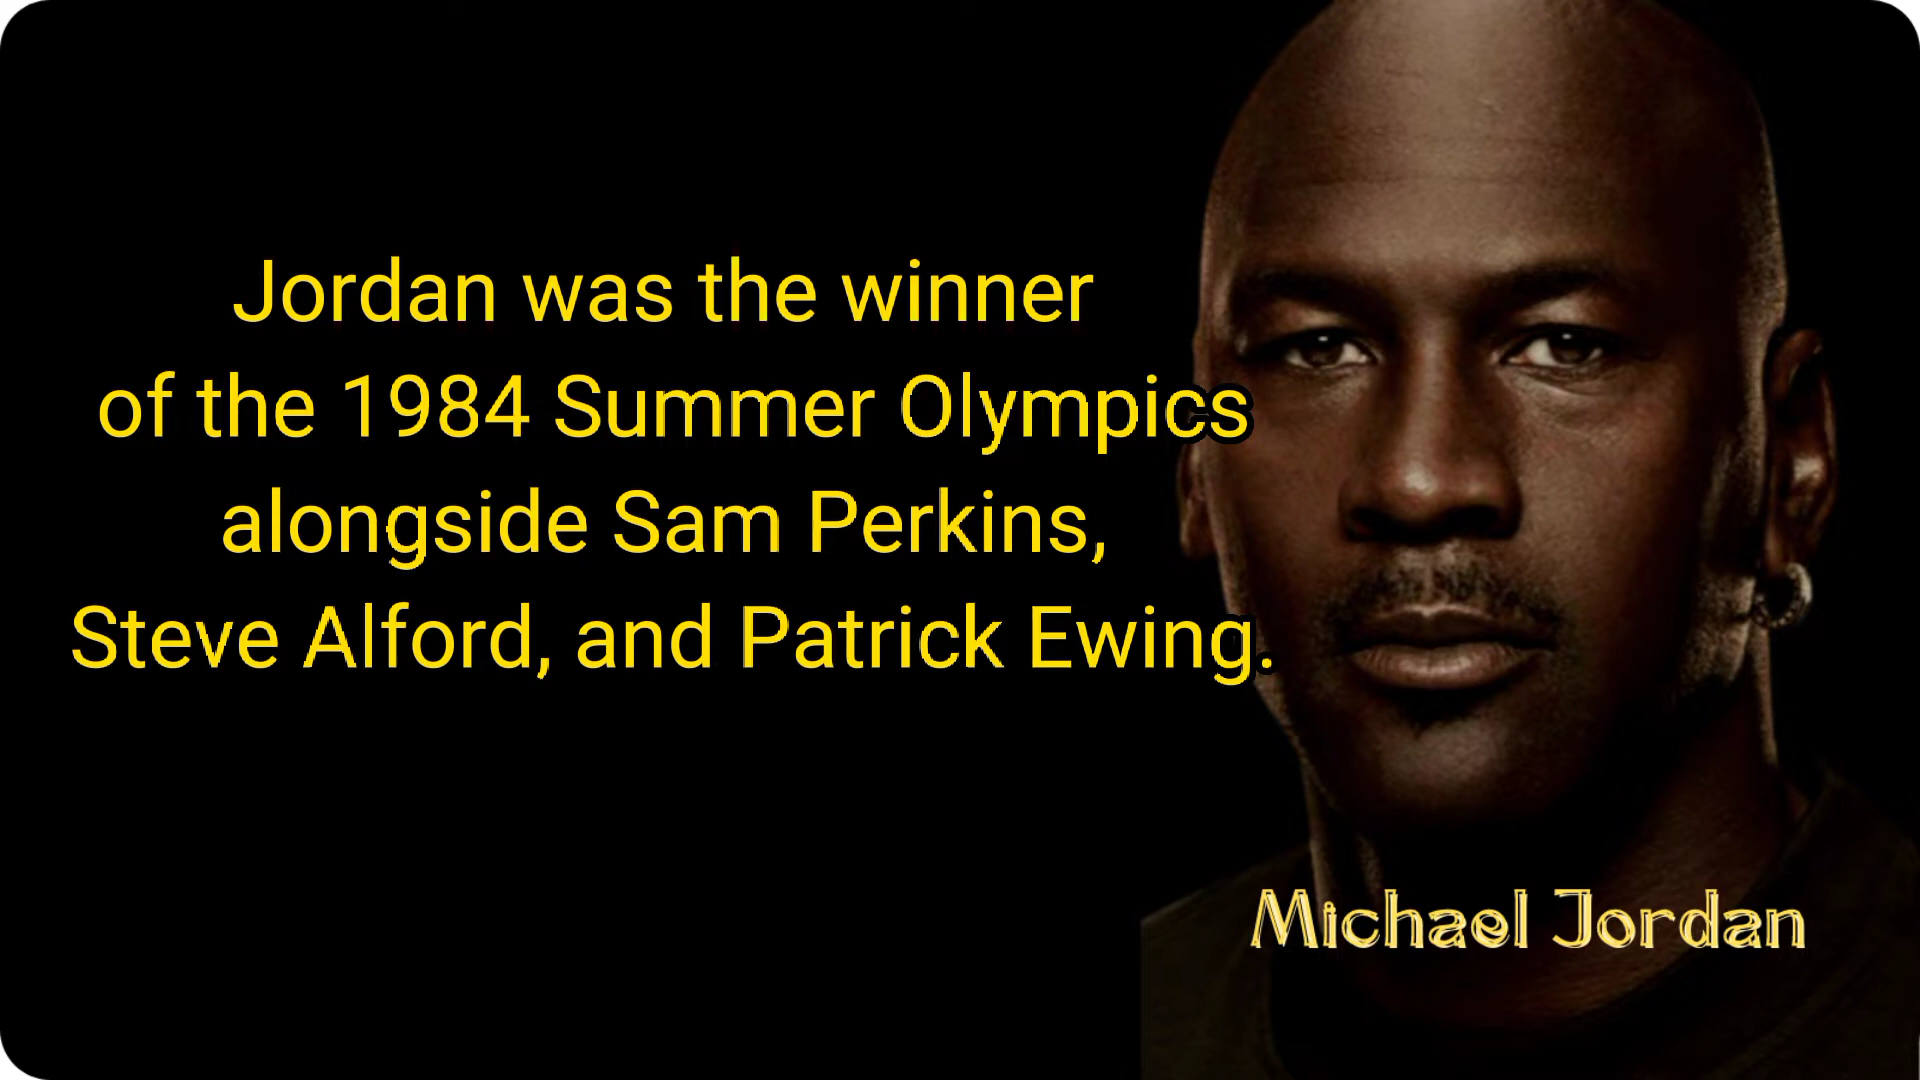 Jordan was the winner
of the 1984 Summer Olympics
alongside Sam Perkins,
Steve Alford, and Patrick Ewing.
Michael Jordan